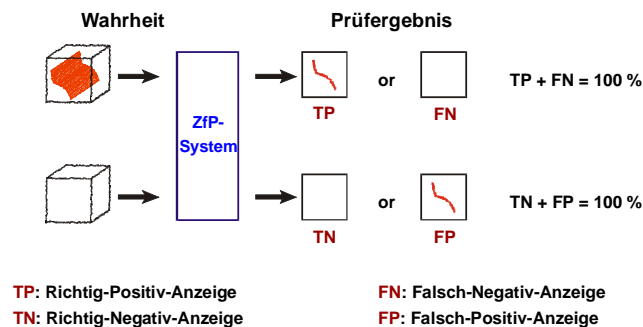 Wahrheit Prüfergebnis
or TP + FN = 100 %
TP FN
ZfP-
System
or TN + FP = 100 %
TN FP
TP: Richtig-Positiv-Anzeige FN: Falsch-Negativ-Anzeige
TN: Richtig-Negativ-Anzeige FP: Falsch-Positiv-Anzeige